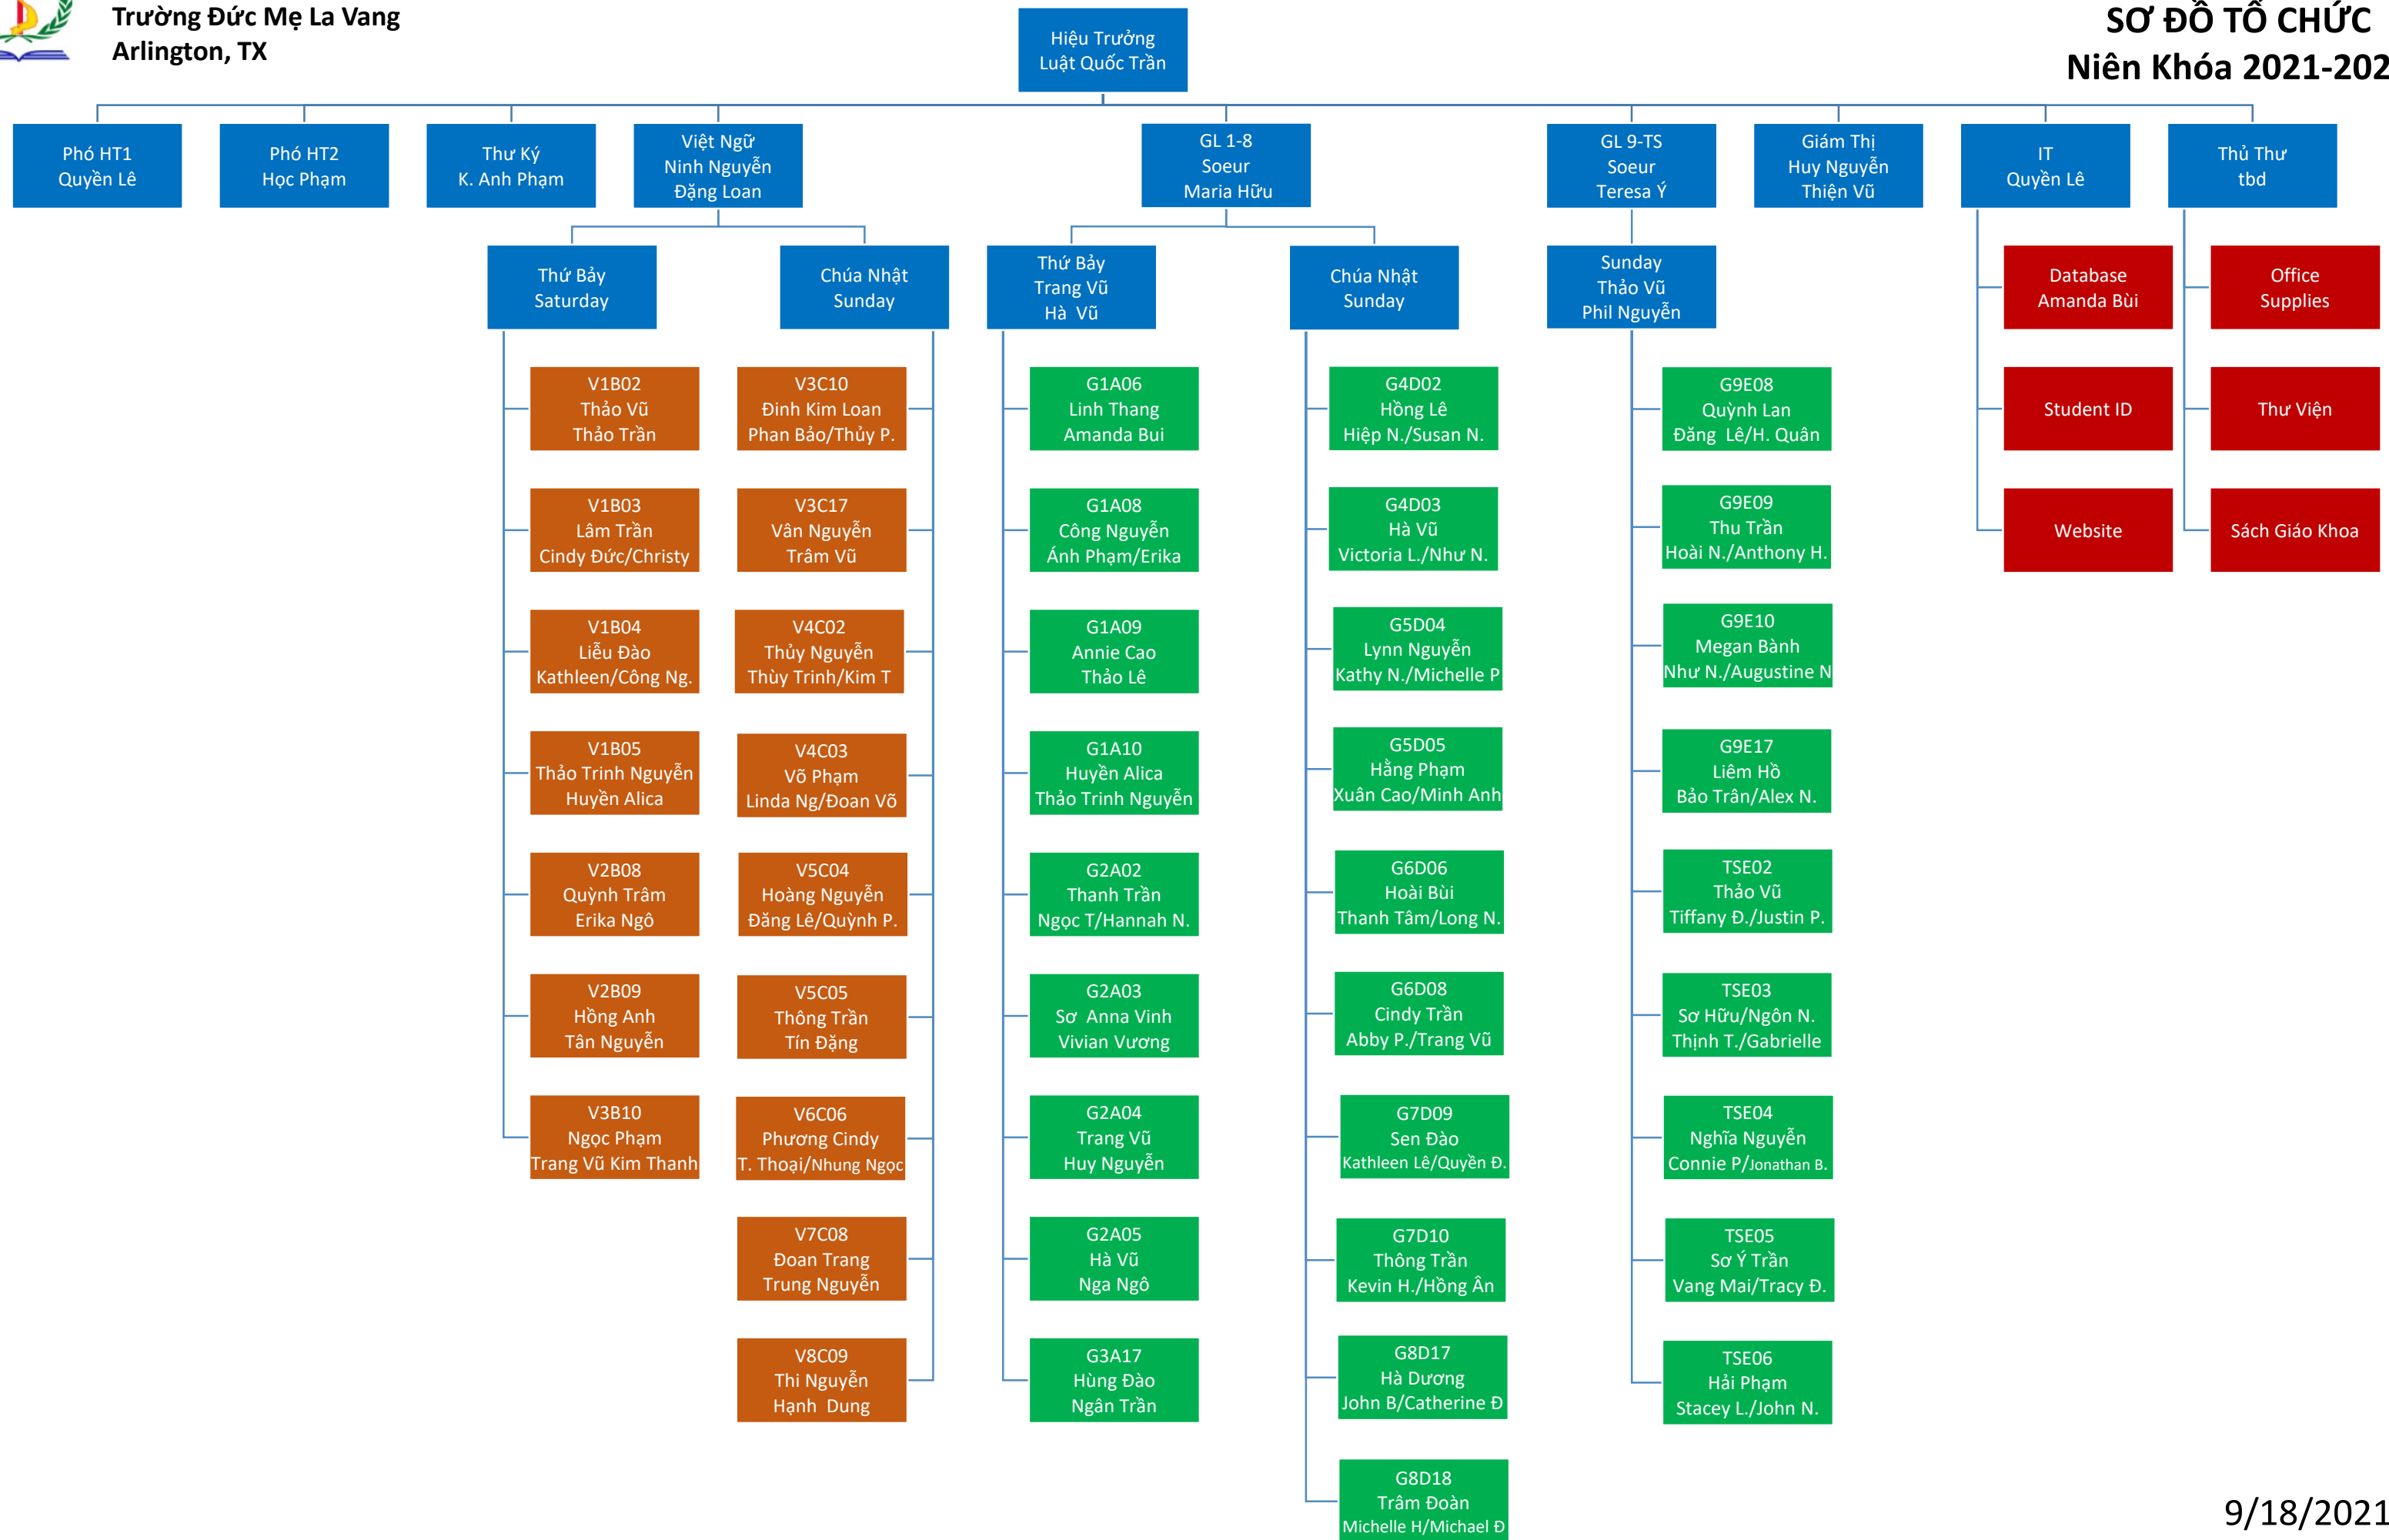 Trường Đức Mẹ La Vang
Arlington, TX
SƠ ĐỒ TỔ CHỨC
Niên Khóa 2021-202
Hiệu Trưởng
Luật Quốc Trần
Phó HT1
Quyền Lê
Phó HT2
Học Phạm
Thư Ký
K. Anh Phạm
Việt Ngữ
Ninh Nguyễn
Đặng Loan
GL 1-8
Soeur
Maria Hữu
GL 9-TS
Soeur
Teresa Ý
Giám Thị
Huy Nguyễn
Thiện Vũ
IT
Quyền Lê
Thủ Thư
tbd
Thứ Bảy
Saturday
Chúa Nhật
Sunday
Thứ Bảy
Trang Vũ
Hà Vũ
Chúa Nhật
Sunday
Sunday
Thảo Vũ
Phil Nguyễn
Database
Amanda Bùi
Office
Supplies
Student ID
Thư Viện
Website
Sách Giáo Khoa
V1B02
Thảo Vũ
Thảo Trần
V1B03
Lâm Trần
Cindy Đức/Christy
V1B04
Liễu Đào
Kathleen/Công Ng.
V1B05
Thảo Trinh Nguyễn
Huyền Alica
V2B08
Quỳnh Trâm
Erika Ngô
V2B09
Hồng Anh
Tân Nguyễn
V3B10
Ngọc Phạm
Trang Vũ Kim Thanh
V3C10
Đinh Kim Loan
Phan Bảo/Thủy P.
V3C17
Vân Nguyễn
Trâm Vũ
V4C02
Thủy Nguyễn
Thùy Trinh/Kim T
V4C03
Võ Phạm
Linda Ng/Đoan Võ
V5C04
Hoàng Nguyễn
Đăng Lê/Quỳnh P.
V5C05
Thông Trần
Tín Đặng
V6C06
Phương Cindy
T. Thoại/Nhung Ngọc
V7C08
Đoan Trang
Trung Nguyễn
V8C09
Thi Nguyễn
Hạnh Dung
G1A06
Linh Thang
Amanda Bui
G1A08
Công Nguyễn
Ánh Phạm/Erika
G1A09
Annie Cao
Thảo Lê
G1A10
Huyền Alica
Thảo Trinh Nguyễn
G2A02
Thanh Trần
Ngọc T/Hannah N.
G2A03
Sơ Anna Vinh
Vivian Vương
G2A04
Trang Vũ
Huy Nguyễn
G2A05
Hà Vũ
Nga Ngô
G3A17
Hùng Đào
Ngân Trần
G4D02
Hồng Lê
Hiệp N./Susan N.
G4D03
Hà Vũ
Victoria L./Như N.
G5D04
Lynn Nguyễn
Kathy N./Michelle P
G5D05
Hằng Phạm
Xuân Cao/Minh Anh
G6D06
Hoài Bùi
Thanh Tâm/Long N.
G6D08
Cindy Trần
Abby P./Trang Vũ
G7D09
Sen Đào
Kathleen Lê/Quyền Đ.
G7D10
Thông Trần
Kevin H./Hồng Ân
G8D17
Hà Dương
John B/Catherine Đ
G8D18
Trâm Đoàn
Michelle H/Michael Đ
G9E08
Quỳnh Lan
Đăng Lê/H. Quân
G9E09
Thu Trần
Hoài N./Anthony H.
G9E10
Megan Bành
Như N./Augustine N
G9E17
Liêm Hồ
Bảo Trân/Alex N.
TSE02
Thảo Vũ
Tiffany Đ./Justin P.
TSE03
Sơ Hữu/Ngôn N.
Thịnh T./Gabrielle
TSE04
Nghĩa Nguyễn
Connie P/Jonathan B.
TSE05
Sơ Ý Trần
Vang Mai/Tracy Đ.
TSE06
Hải Phạm
Stacey L./John N.
9/18/2021